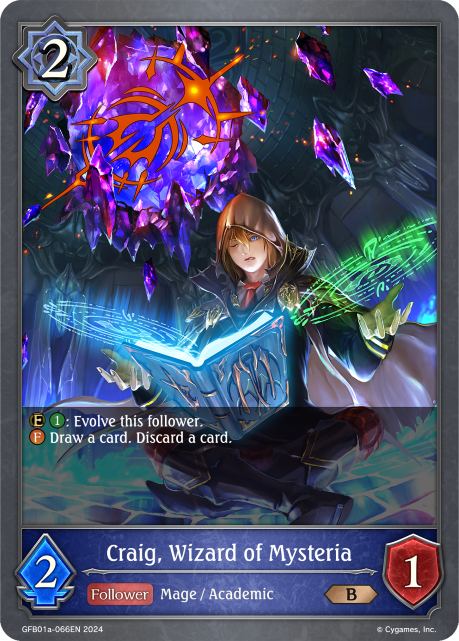 2
E 1: Evolve this follower.
F Draw a card. Discard a card.
Craig, Wizard of Mysteria
2 Follower Mage / Academic B 1
GFB01a-066EN 2024 © Cygames, Inc.